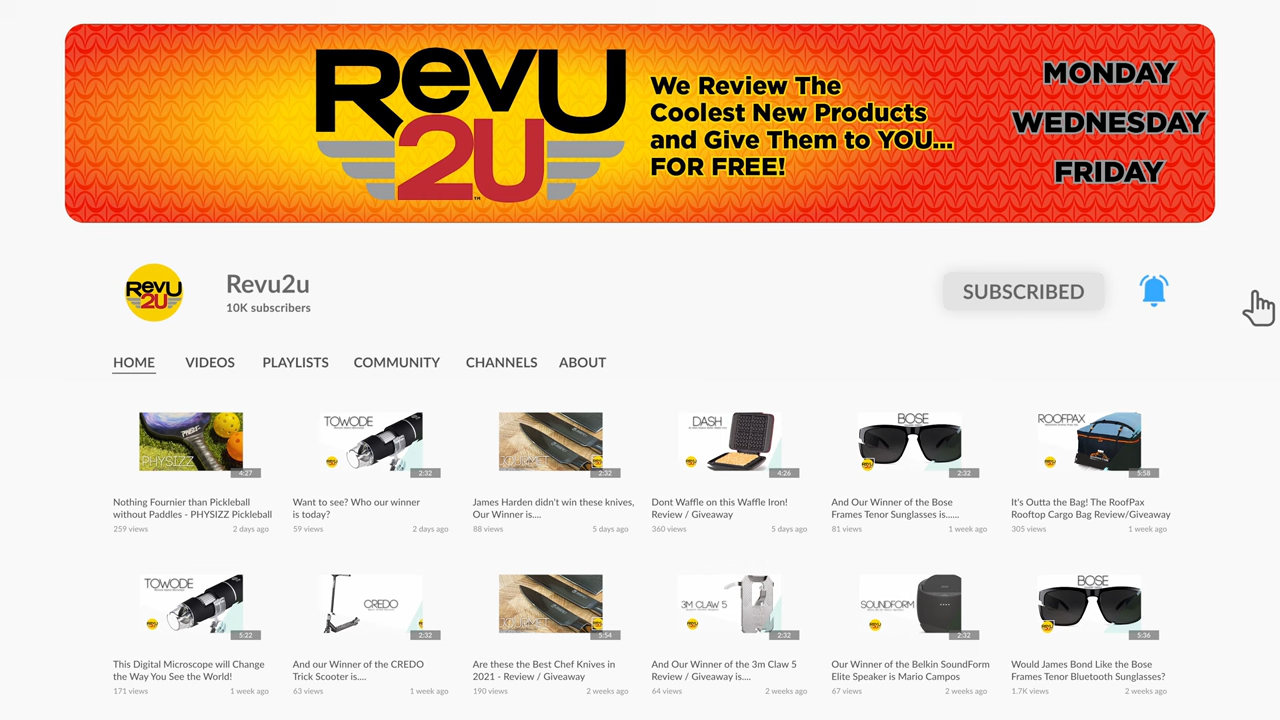 RevU
2U
™
We Review The
Coolest New Products
and Give Them to YOU...
FOR FREE!
MONDAY
WEDNESDAY
FRIDAY
RevU
2U
Revu2u
10K subscribers
SUBSCRIBED
HOME VIDEOS PLAYLISTS COMMUNITY CHANNELS ABOUT
PHYSIZZ
4:27
TOWODE
2:32
GOURMET
2:32
DASH
4:26
BOSE
2:32
ROOFPAX
5:58
Nothing Fournier than Pickleball
without Paddles - PHYSIZZ Pickleball
259 views 2 days ago
Want to see? Who our winner
is today?
59 views 2 days ago
James Harden didn't win these knives,
Our Winner is....
88 views 5 days ago
Dont Waffle on this Waffle Iron!
Review / Giveaway
360 views 5 days ago
And Our Winner of the Bose
Frames Tenor Sunglasses is......
81 views 1 week ago
It's Outta the Bag! The RoofPax
Rooftop Cargo Bag Review/Giveaway
305 views 1 week ago
TOWODE
5:22
CREDO
2:32
GOURMET
5:54
3M CLAW 5
2:32
SOUNDFORM
2:32
BOSE
5:36
This Digital Microscope will Change
the Way You See the World!
171 views 1 week ago
And our Winner of the CREDO
Trick Scooter is....
63 views 1 week ago
Are these the Best Chef Knives in
2021 - Review / Giveaway
190 views 2 weeks ago
And Our Winner of the 3m Claw 5
Review / Giveaway is....
64 views 2 weeks ago
Our Winner of the Belkin SoundForm
Elite Speaker is Mario Campos
67 views 2 weeks ago
Would James Bond Like the Bose
Frames Tenor Bluetooth Sunglasses?
1.7K views 2 weeks ago